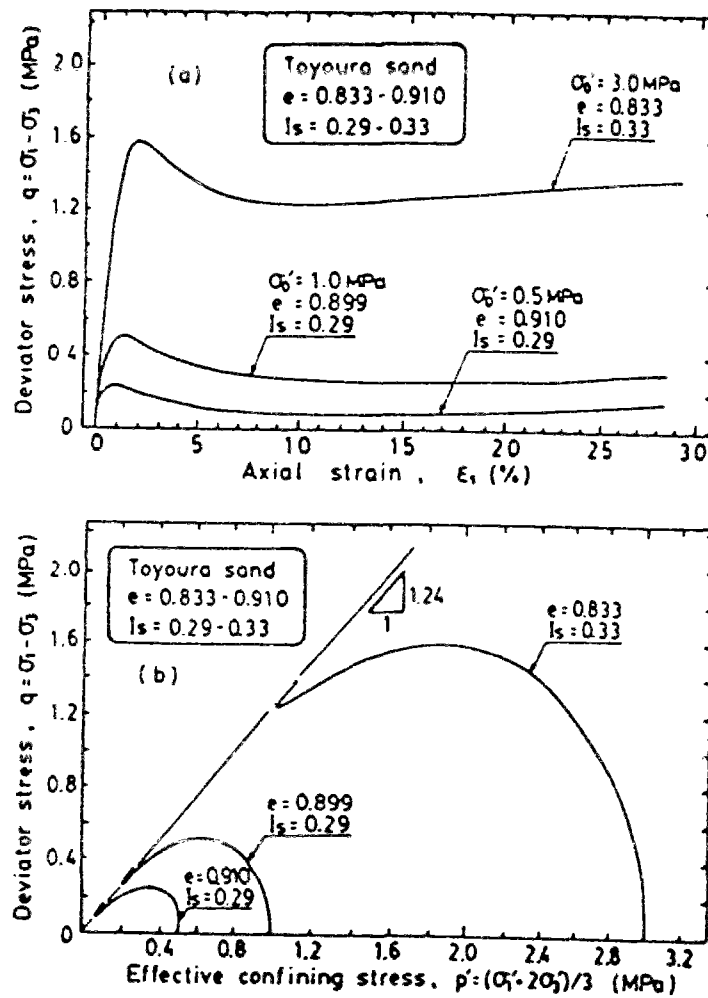 Deviator stress, q = σ₁-σ₃ (MPa)
2.0
1.6
1.2
0.8
0.4
0
(a)
Toyoura sand
e = 0.833-0.910
Is = 0.29-0.33
σ₀' = 3.0 MPa
e = 0.833
Is = 0.33
σ₀' = 1.0 MPa
e = 0.899
Is = 0.29
σ₀' = 0.5 MPa
e = 0.910
Is = 0.29
0 5 10 15 20 25 30
Axial strain, ε₁ (%)
Deviator stress, q = σ₁-σ₃ (MPa)
2.0
1.6
1.2
0.8
0.4
0
Toyoura sand
e = 0.833-0.910
Is = 0.29-0.33
(b)
1.24
1
e = 0.833
Is = 0.33
e = 0.899
Is = 0.29
e = 0.910
Is = 0.29
0.4 0.8 1.2 1.6 2.0 2.4 2.8 3.2
Effective confining stress, p' = (σ₁'+2σ₃')/3 (MPa)